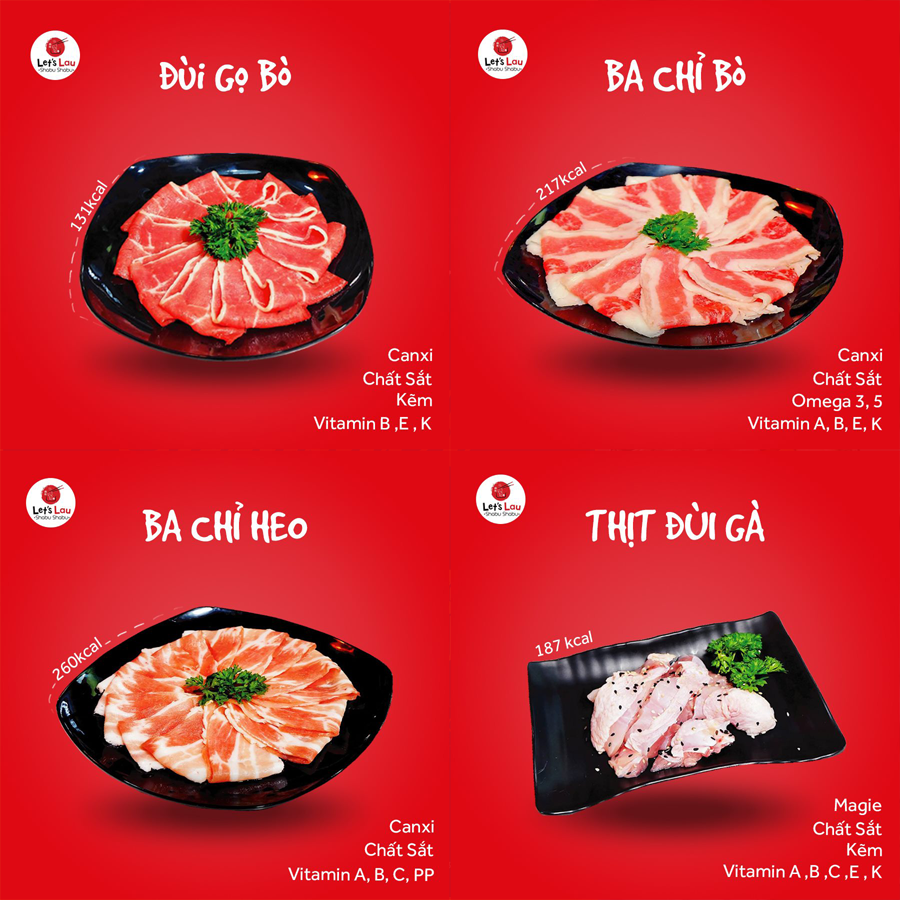 Let's Lau
•Shabu Shabu•
ĐÙI GỌ BÒ
131kcal
Canxi
Chất Sắt
Kẽm
Vitamin B ,E , K
Let's Lau
•Shabu Shabu•
BA CHỈ BÒ
217kcal
Canxi
Chất Sắt
Omega 3, 5
Vitamin A, B, E, K
Let's Lau
•Shabu Shabu•
BA CHỈ HEO
260kcal
Canxi
Chất Sắt
Vitamin A, B, C, PP
Let's Lau
•Shabu Shabu•
THỊT ĐÙI GÀ
187 kcal
Magie
Chất Sắt
Kẽm
Vitamin A ,B ,C ,E , K